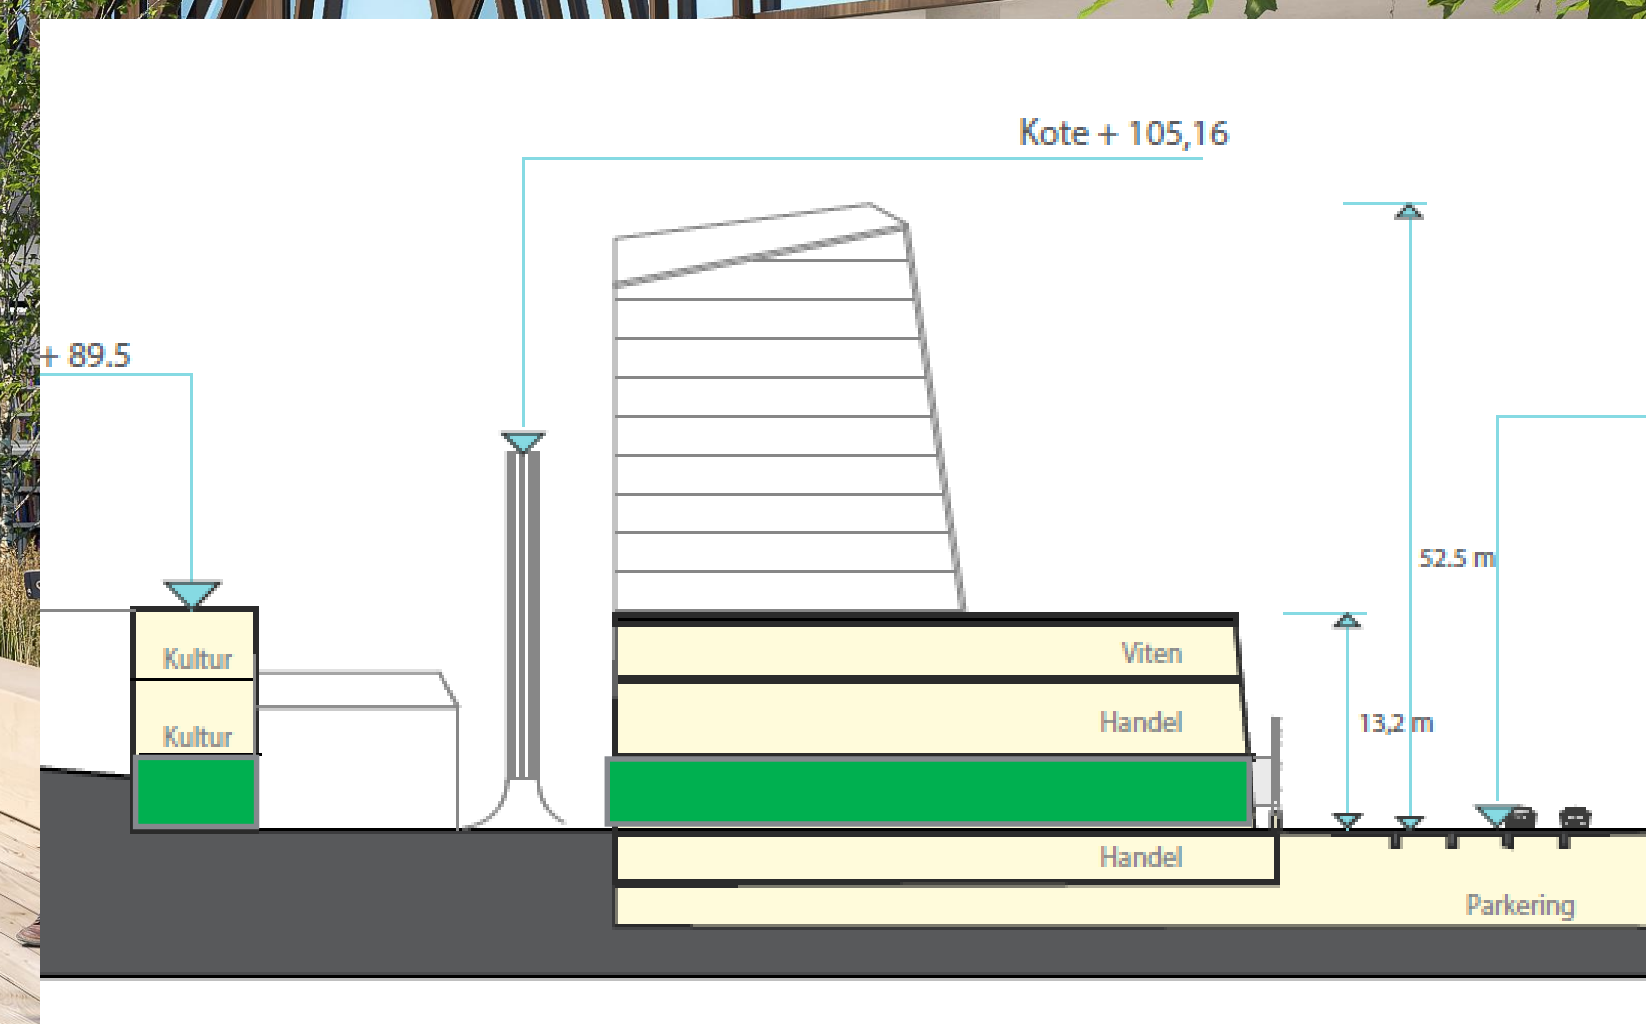 Kote + 105,16
+ 89.5
52.5 m
Kultur
Viten
Handel
13,2 m
Kultur
Handel
Parkering